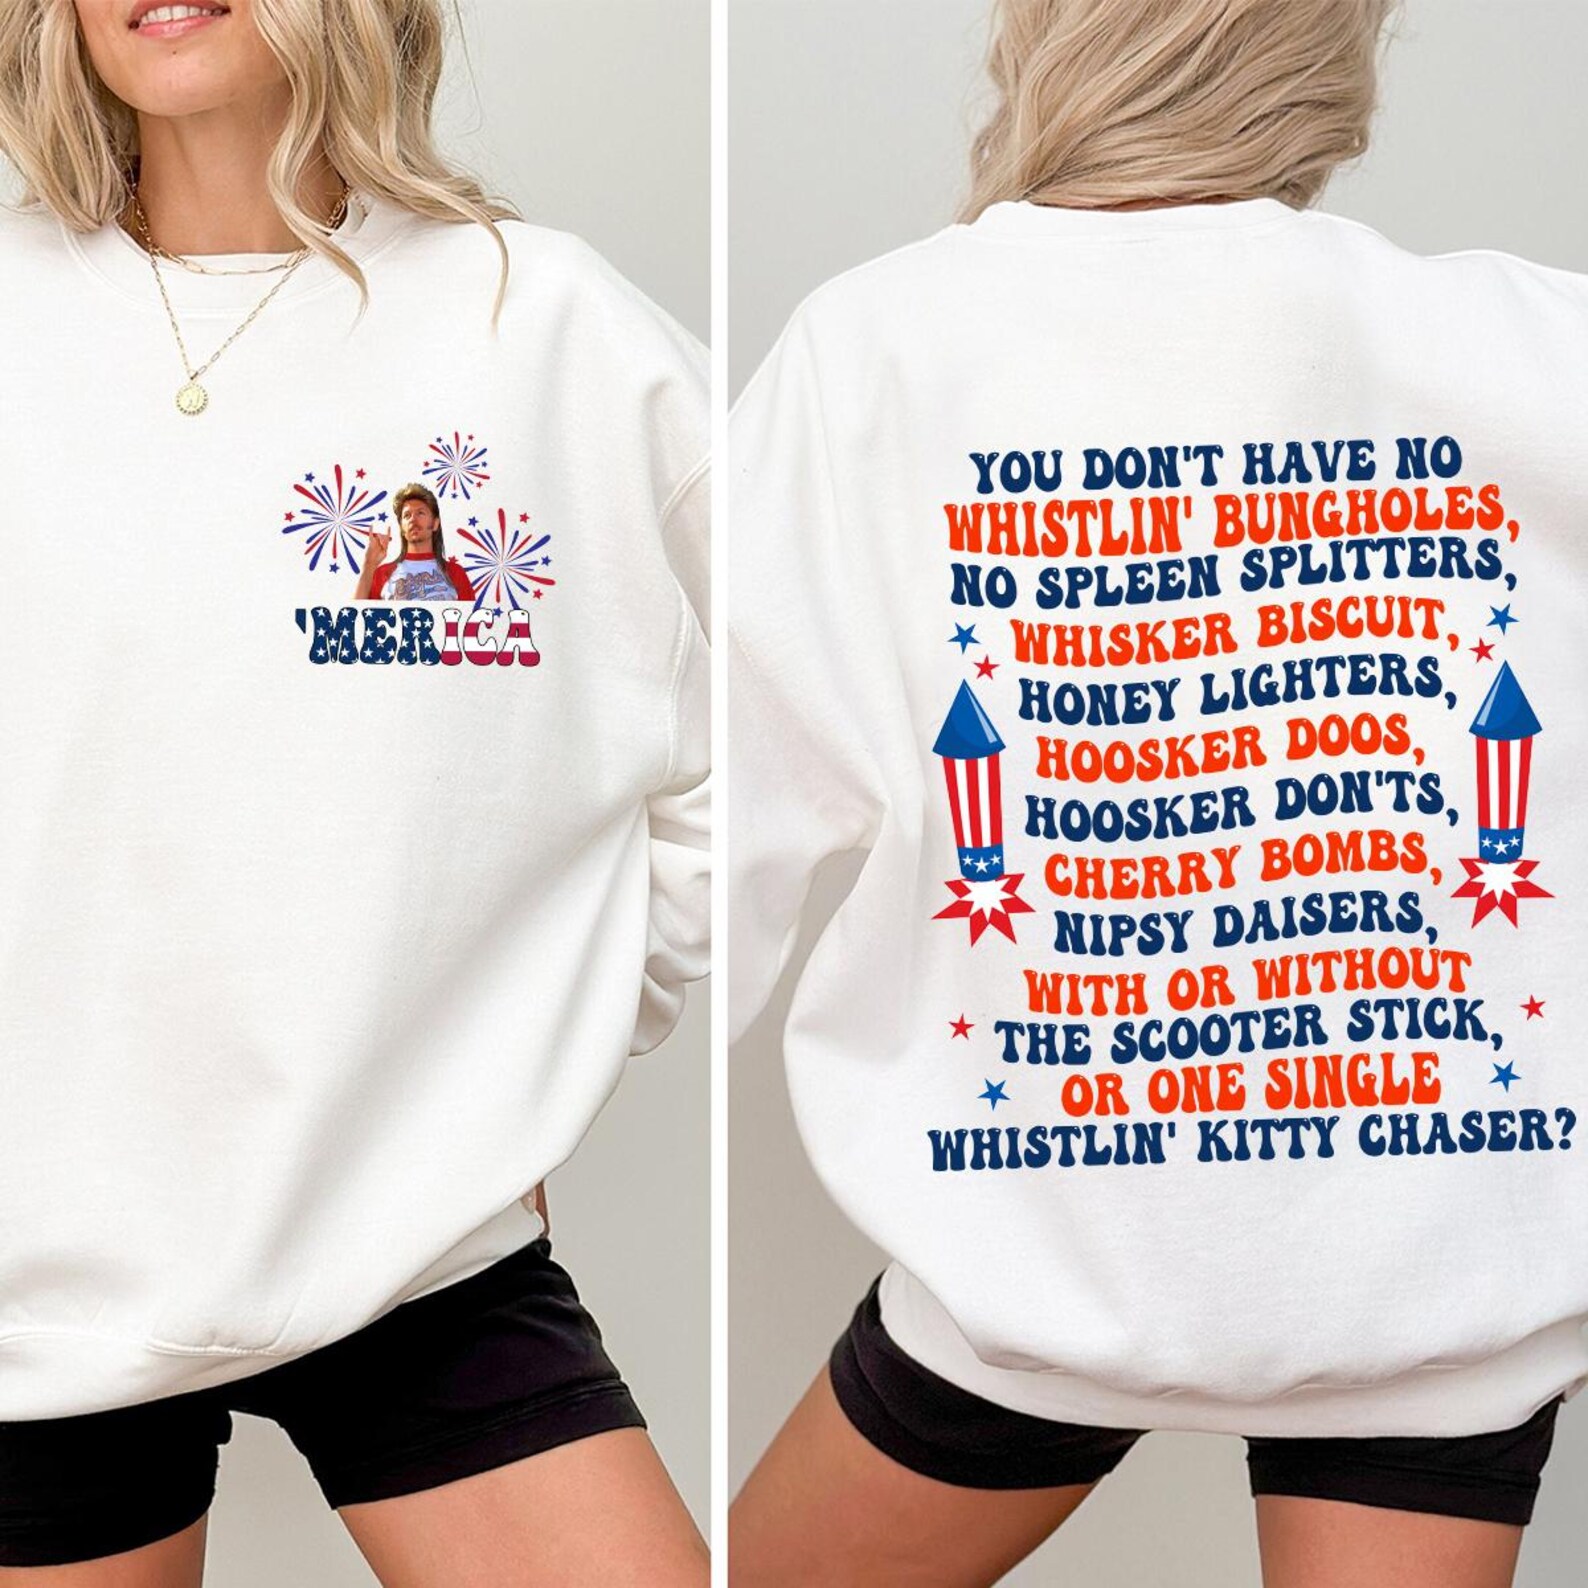 'MERICA
YOU DON'T HAVE NO
WHISTLIN' BUNGHOLES,
NO SPLEEN SPLITTERS,
WHISKER BISCUIT,
HONEY LIGHTERS,
HOOSKER DOOS,
HOOSKER DON'TS,
CHERRY BOMBS,
NIPSY DAISERS,
WITH OR WITHOUT
THE SCOOTER STICK,
OR ONE SINGLE
WHISTLIN' KITTY CHASER?